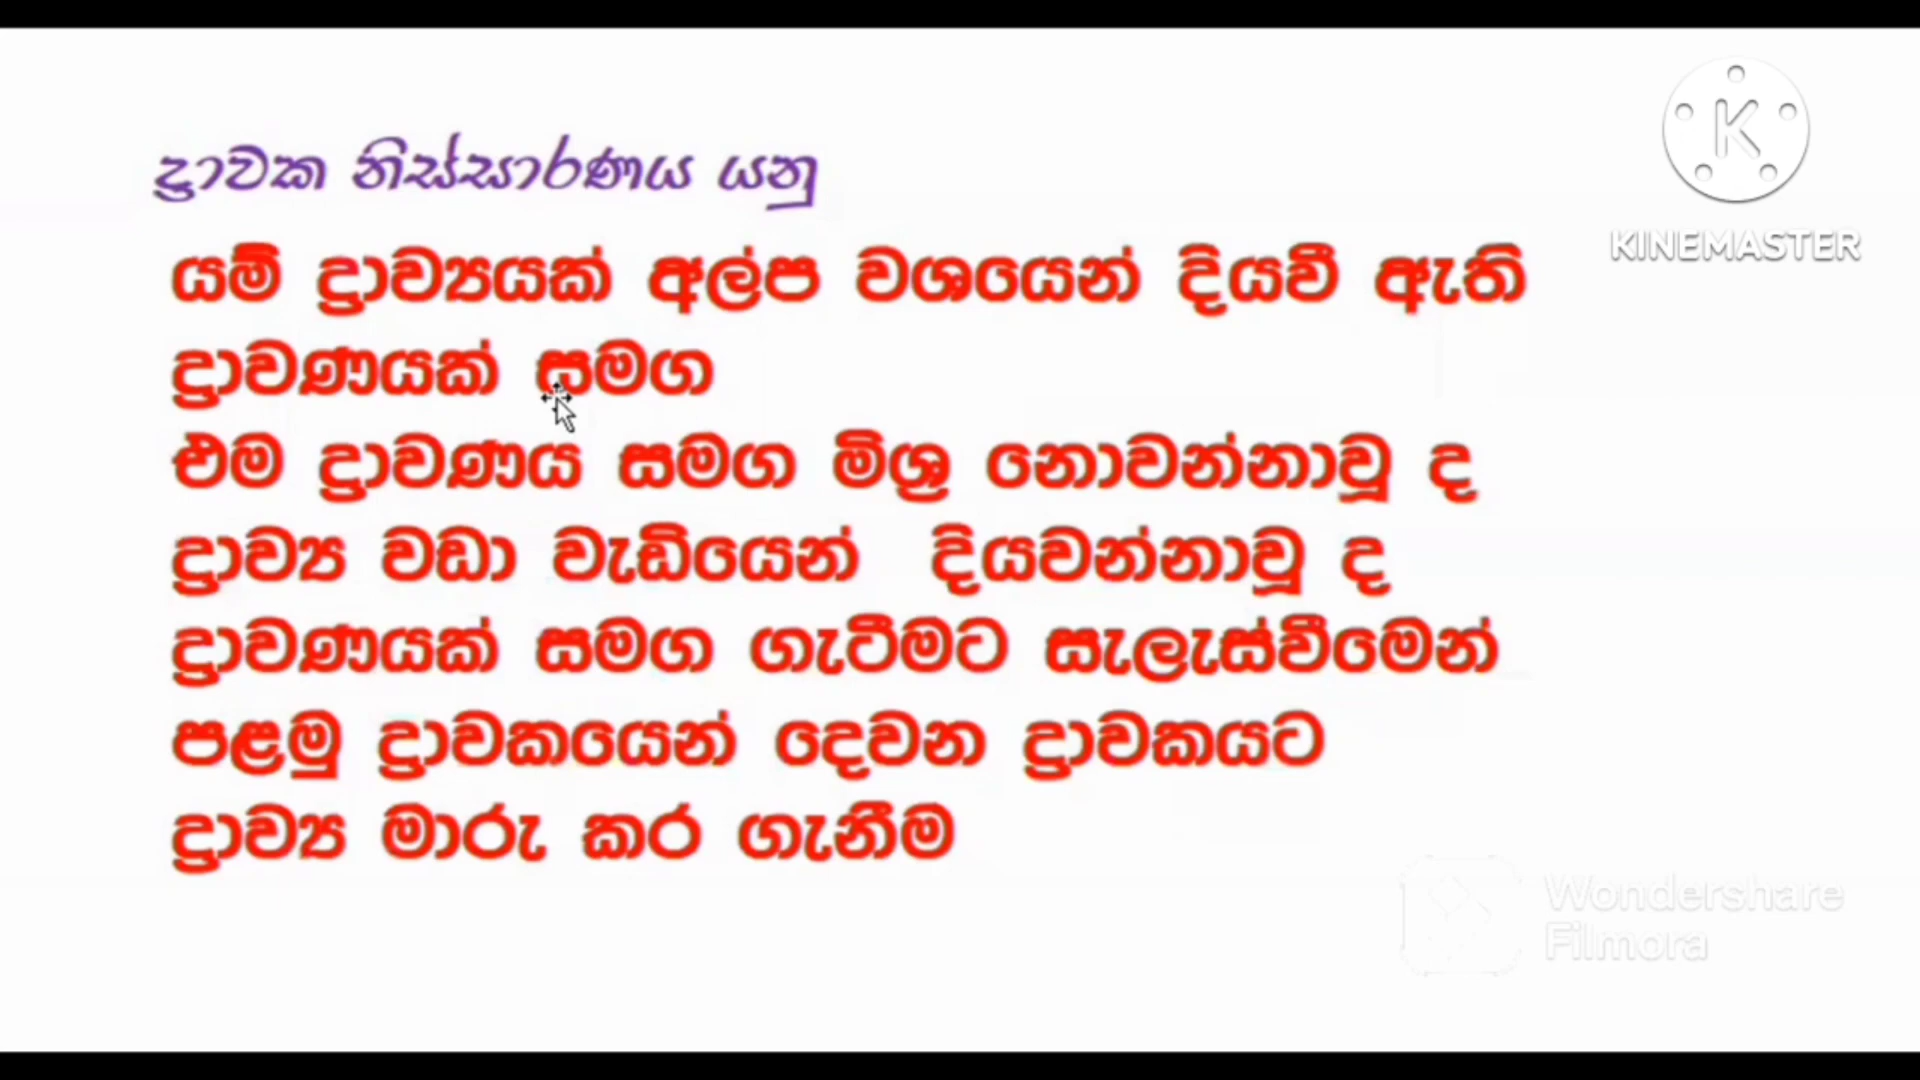 ද්‍රාවක නිස්සාරණය යනු
K
KINEMASTER
යම් ද්‍රාව්‍යයක් අල්ප වශයෙන් දියවී ඇති
ද්‍රාවණයක් සමග
එම ද්‍රාවණය සමග මිශ්‍ර නොවන්නාවූ ද
ද්‍රාව්‍ය වඩා වැඩියෙන් දියවන්නාවූ ද
ද්‍රාවණයක් සමග ගැටීමට සැලැස්වීමෙන්
පළමු ද්‍රාවකයෙන් දෙවන ද්‍රාවකයට
ද්‍රාව්‍ය මාරු කර ගැනීම
Wondershare
Filmora